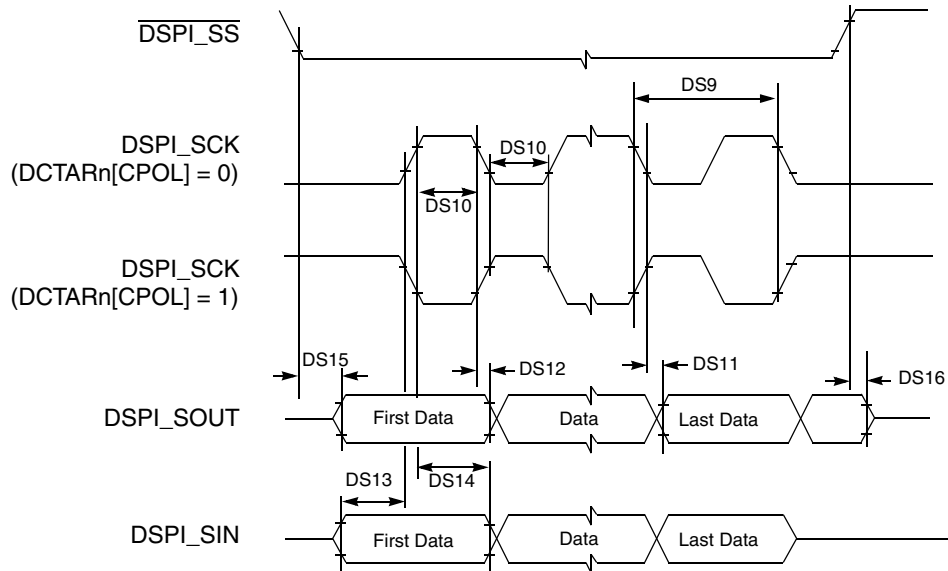 DSPI_SS
DS9
DSPI_SCK
(DCTARn[CPOL] = 0)
DS10
DS10
DSPI_SCK
(DCTARn[CPOL] = 1)
DS15
DS12
DS11
DS16
DSPI_SOUT
First Data
Data
Last Data
DS13
DS14
DSPI_SIN
First Data
Data
Last Data